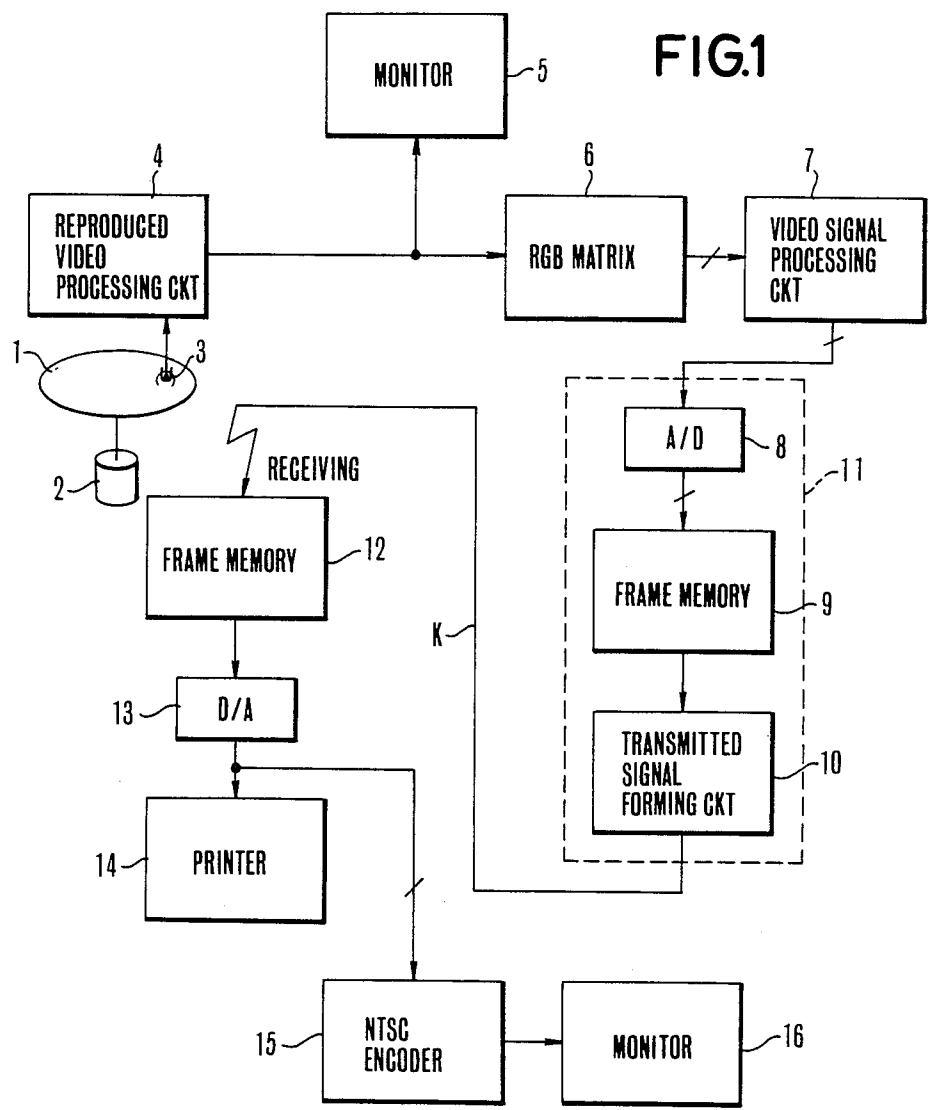 FIG.1
MONITOR
5
4
REPRODUCED
VIDEO
PROCESSING CKT
6
RGB MATRIX
7
VIDEO SIGNAL
PROCESSING
CKT
1
3
2
A/D
8
11
RECEIVING
FRAME MEMORY
12
FRAME MEMORY
9
K
13
D/A
TRANSMITTED
SIGNAL
FORMING CKT
10
14
PRINTER
15
NTSC
ENCODER
MONITOR
16